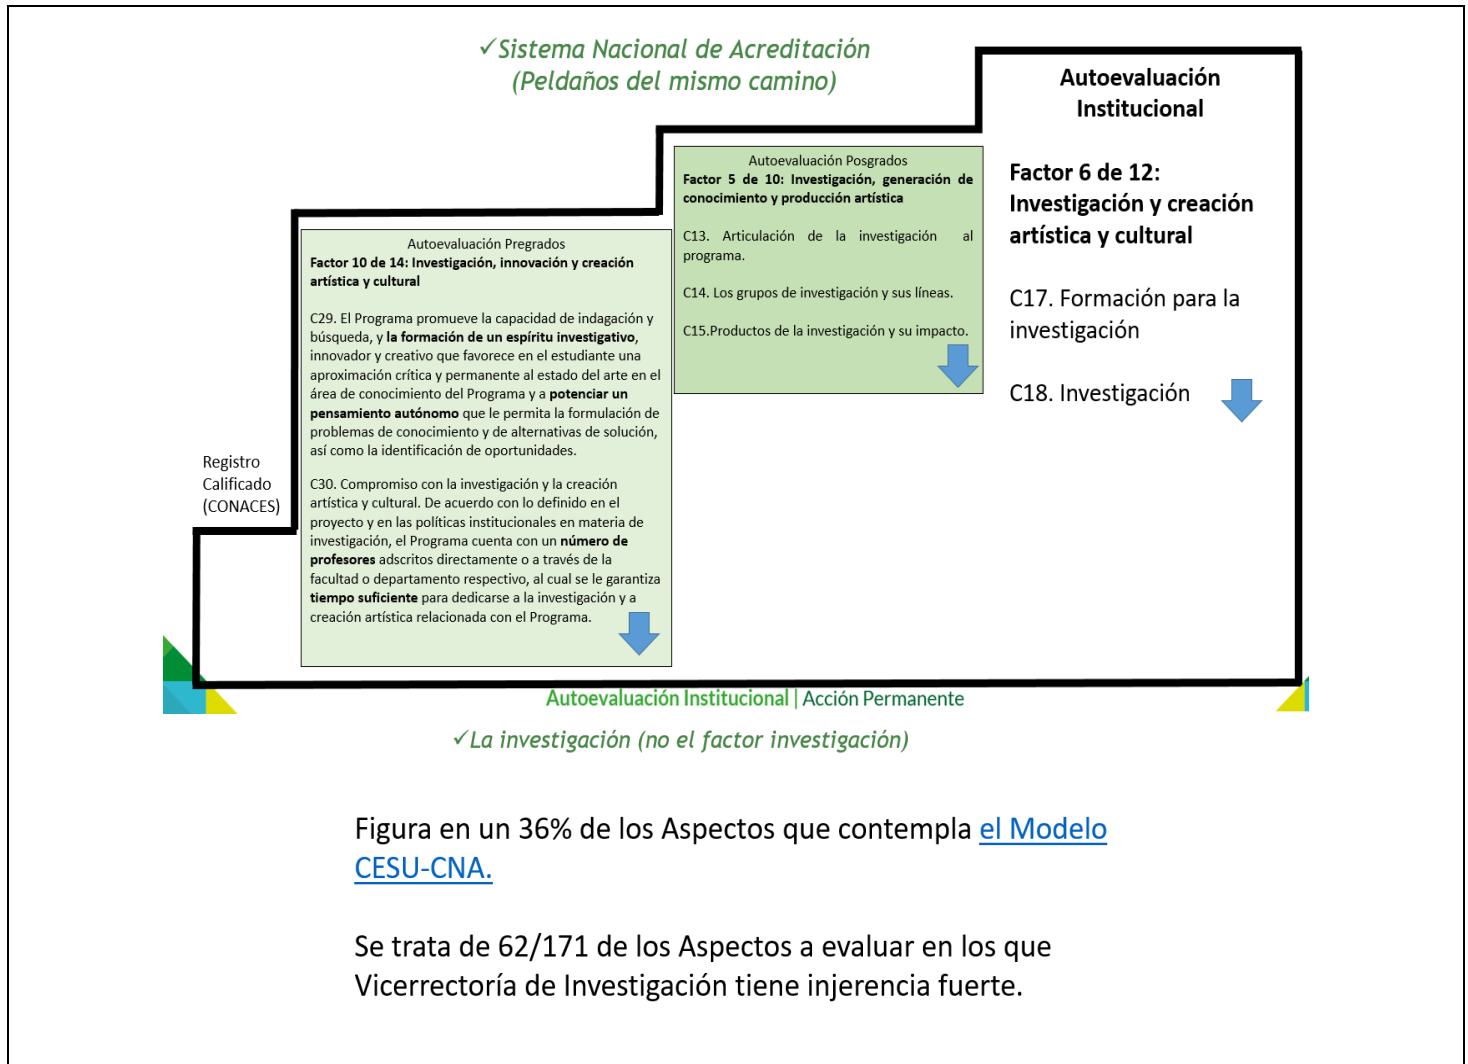 ✓Sistema Nacional de Acreditación
(Peldaños del mismo camino)
Autoevaluación
Institucional
Factor 6 de 12:
Investigación y creación
artística y cultural
C17. Formación para la
investigación
C18. Investigación
Autoevaluación Posgrados
Factor 5 de 10: Investigación, generación de
conocimiento y producción artística
C13. Articulación de la investigación al
programa.
C14. Los grupos de investigación y sus líneas.
C15.Productos de la investigación y su impacto.
Autoevaluación Pregrados
Factor 10 de 14: Investigación, innovación y creación
artística y cultural
C29. El Programa promueve la capacidad de indagación y
búsqueda, y la formación de un espíritu investigativo,
innovador y creativo que favorece en el estudiante una
aproximación crítica y permanente al estado del arte en el
área de conocimiento del Programa y a potenciar un
pensamiento autónomo que le permita la formulación de
problemas de conocimiento y de alternativas de solución,
así como la identificación de oportunidades.
C30. Compromiso con la investigación y la creación
artística y cultural. De acuerdo con lo definido en el
proyecto y en las políticas institucionales en materia de
investigación, el Programa cuenta con un número de
profesores adscritos directamente o a través de la
facultad o departamento respectivo, al cual se le garantiza
tiempo suficiente para dedicarse a la investigación y a
creación artística relacionada con el Programa.
Registro
Calificado
(CONACES)
Autoevaluación Institucional | Acción Permanente
✓La investigación (no el factor investigación)
Figura en un 36% de los Aspectos que contempla el Modelo
CESU-CNA.
Se trata de 62/171 de los Aspectos a evaluar en los que
Vicerrectoría de Investigación tiene injerencia fuerte.